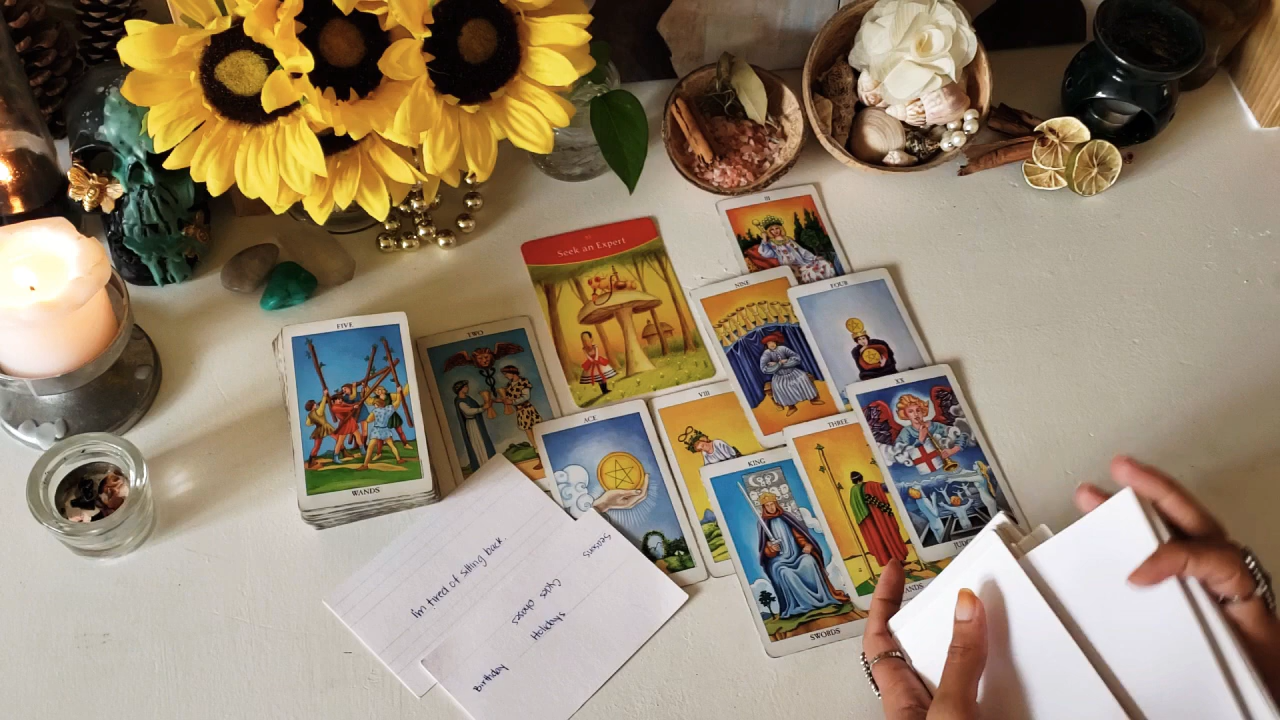 III
Seek an Expert
NINE
FOUR
FIVE
TWO
XX
VIII
ACE
THREE
KING
WANDS
SWORDS
I'm tired of sitting back.
Gifts
Holidays
Birthday